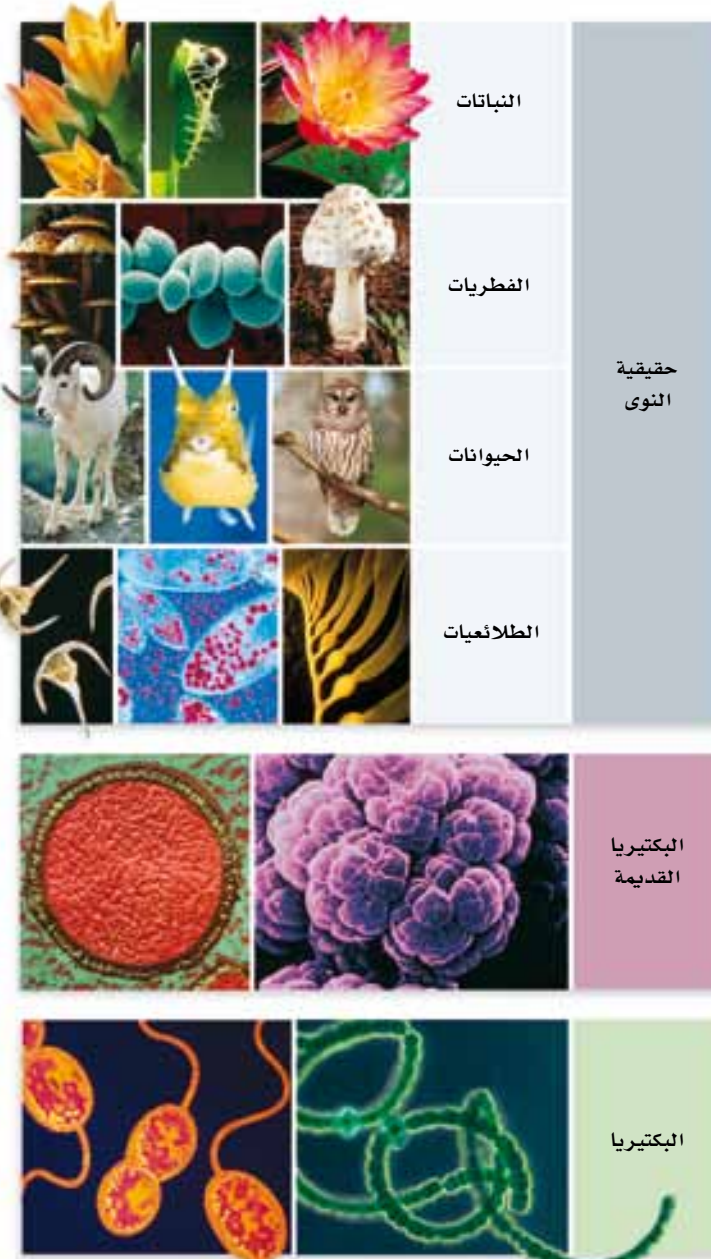 النباتات
الفطريات
حقيقية
النوى
الحيوانات
الطلائعيات
البكتيريا
القديمة
البكتيريا